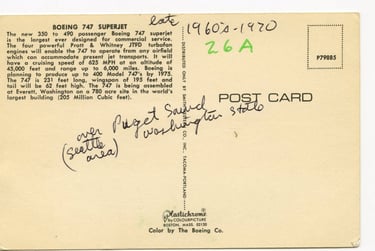 BOEING 747 SUPERJET
The new 350 to 490 passenger Boeing 747 superjet
is the largest ever designed for commercial service.
The four powerful Pratt & Whitney JT9D turbofan
engines will enable the 747 to operate from any airfield
which can accommodate present jet transports. It will
have a cruising speed of 625 MPH at an altitude of
45,000 feet and range up to 6,000 miles. Boeing is
planning to produce up to 400 Model 747's by 1975.
The 747 is 231 feet long, wingspan of 195 feet and
tail will be 62 feet high. The 747's are being assembled
at Everett, Washington on a 780 acre site in the world's
largest building (205 Million Cubic feet).
late 1960's-1970
26A
P79885
POST CARD
over Puget Sound
(Seattle area) Washington State
Plastichrome
by COLOURPICTURE
BOSTON, MASS. 02130
Color by The Boeing Co.